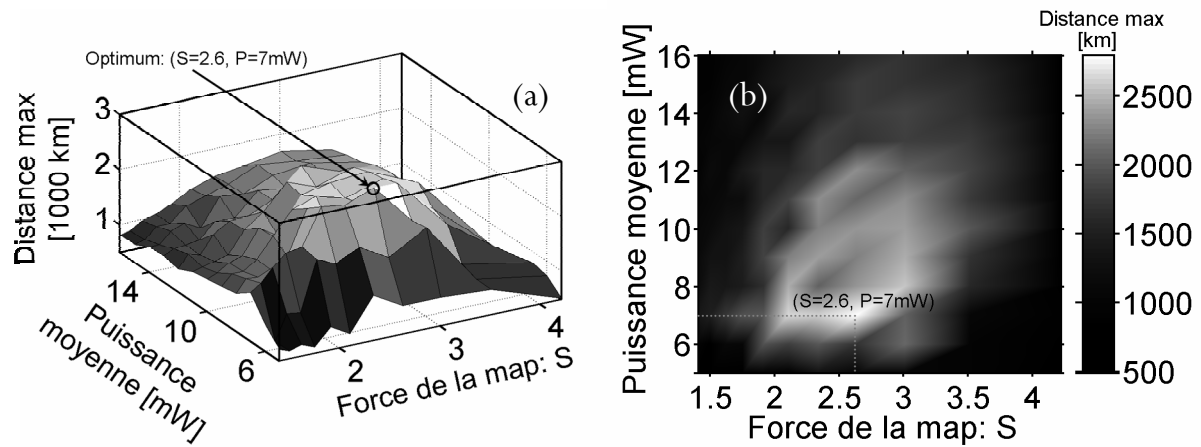 Optimum: (S=2.6, P=7mW)
(a)
Distance max
[1000 km]
3
2
1
14
10
6
Puissance
moyenne [mW]
2
3
4
Force de la map: S
Distance max
[km]
(b)
Puissance moyenne [mW]
16
14
12
10
8
6
(S=2.6, P=7mW)
1.5 2 2.5 3 3.5 4
Force de la map: S
2500
2000
1500
1000
500